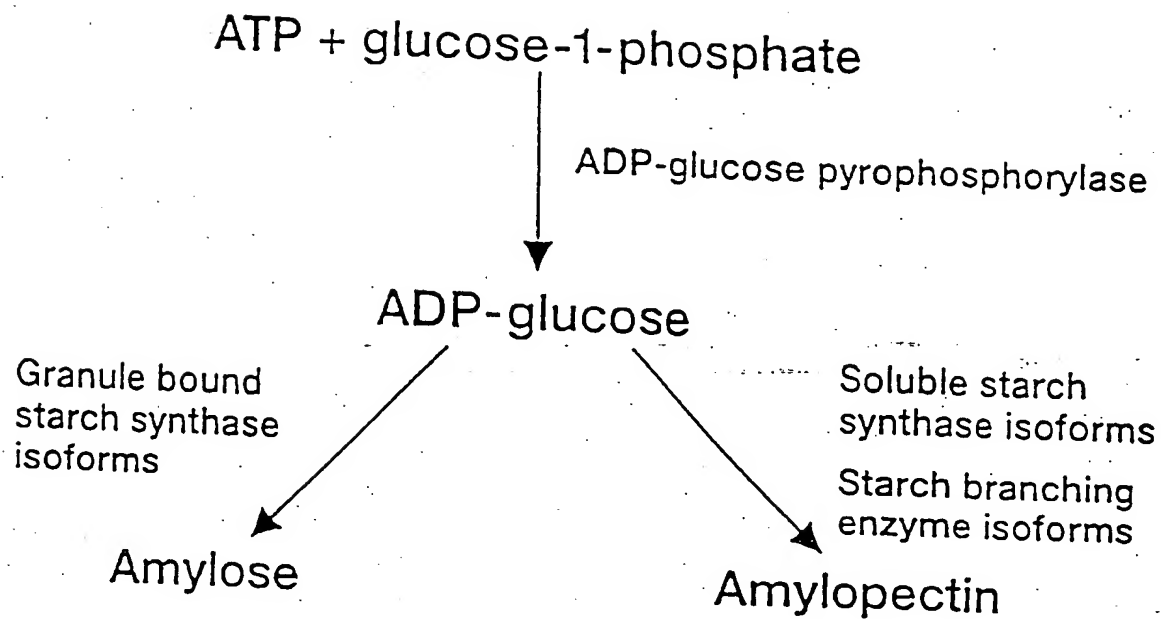 ATP + glucose-1-phosphate
ADP-glucose pyrophosphorylase
ADP-glucose
Granule bound
starch synthase
isoforms
Soluble starch
synthase isoforms
Starch branching
enzyme isoforms
Amylose
Amylopectin